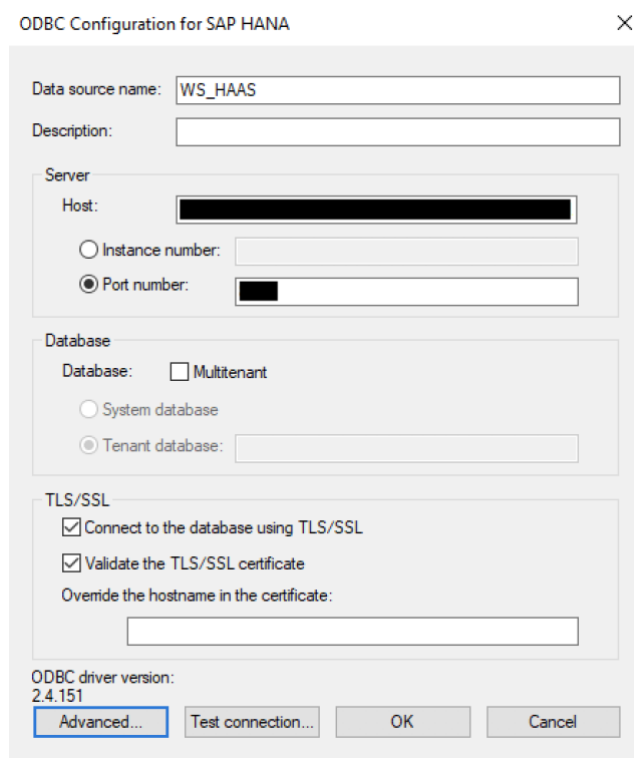 ODBC Configuration for SAP HANA
Data source name: WS_HAAS
Description:
Server
Host:
Instance number:
Port number:
Database
Database: Multitenant
System database
Tenant database:
TLS/SSL
Connect to the database using TLS/SSL
Validate the TLS/SSL certificate
Override the hostname in the certificate:
ODBC driver version:
2.4.151
Advanced... Test connection... OK Cancel